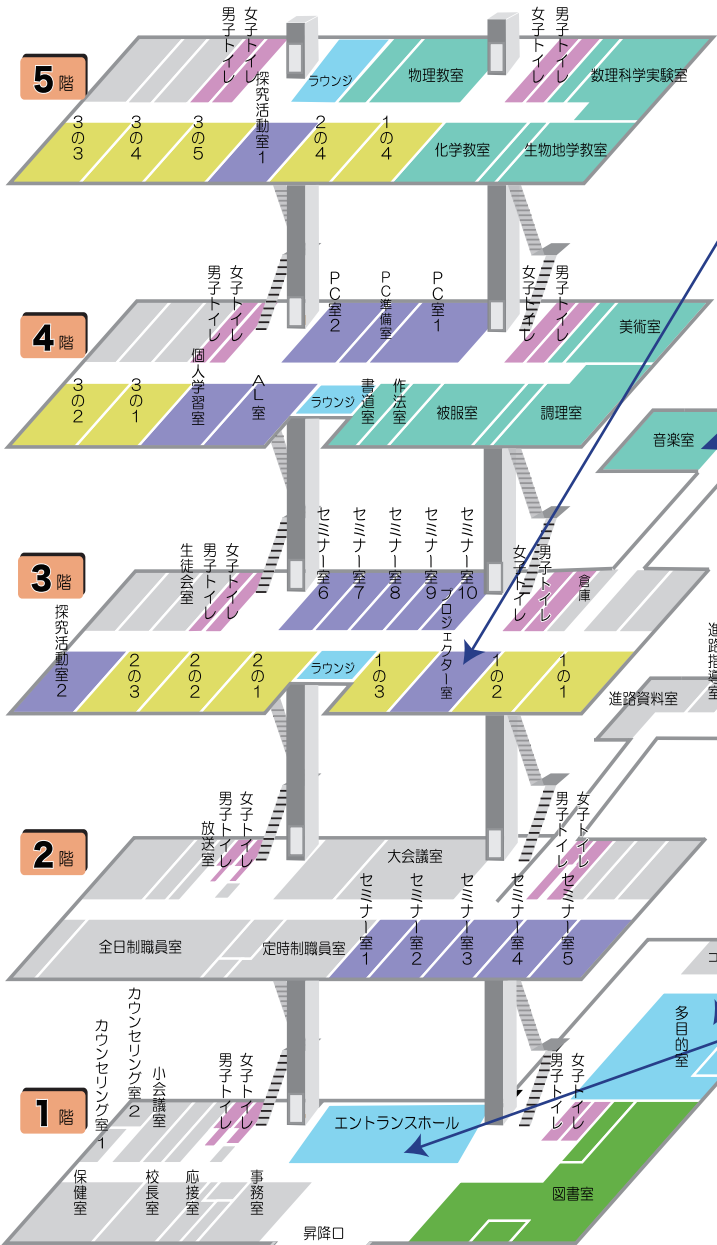 5階
男子トイレ
女子トイレ
探究活動室1
ラウンジ
物理教室
女子トイレ
男子トイレ
数理科学実験室
3の3
3の4
3の5
2の4
1の4
化学教室
生物地学教室
4階
男子トイレ
女子トイレ
個人学習室
PC室2
PC準備室
PC室1
女子トイレ
男子トイレ
美術室
3の2
3の1
AL室
ラウンジ
書道室
作法室
被服室
調理室
音楽室
3階
生徒会室
男子トイレ
女子トイレ
セミナー室6
セミナー室7
セミナー室8
セミナー室9
セミナー室10
女子トイレ
男子トイレ
倉庫
探究活動室2
2の3
2の2
2の1
ラウンジ
1の3
プロジェクター室
1の2
1の1
進路資料室
進路指導室
2階
放送室
男子トイレ
女子トイレ
大会議室
男子トイレ
女子トイレ
全日制職員室
定時制職員室
セミナー室1
セミナー室2
セミナー室3
セミナー室4
セミナー室5
1階
カウンセリング室1
カウンセリング室2
小会議室
男子トイレ
女子トイレ
エントランスホール
男子トイレ
女子トイレ
多目的室
保健室
校長室
応接室
事務室
昇降口
図書室